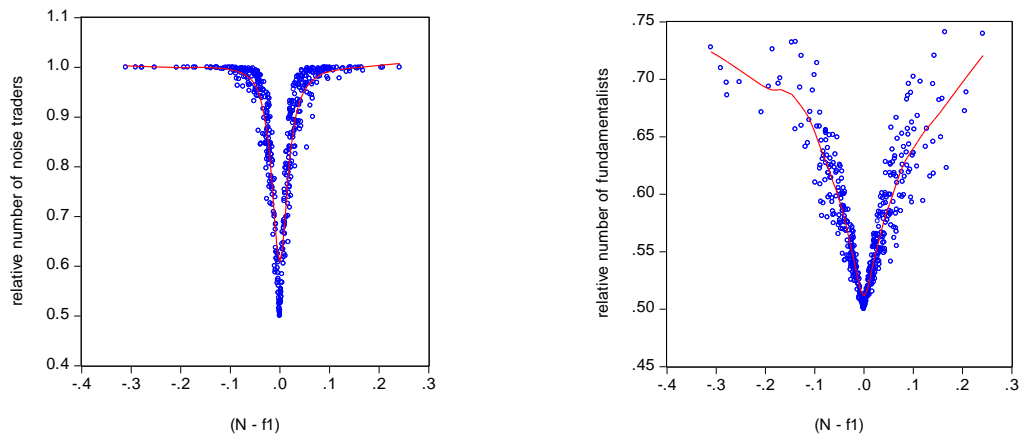 relative number of noise traders
1.1
1.0
0.9
0.8
0.7
0.6
0.5
0.4
-.4 -.3 -.2 -.1 .0 .1 .2 .3
(N - f1)
relative number of fundamentalists
.75
.70
.65
.60
.55
.50
.45
-.4 -.3 -.2 -.1 .0 .1 .2 .3
(N - f1)